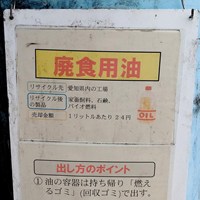 廃食用油
リサイクル先 愛知県内の工場
リサイクル後の製品 家畜飼料、石鹸、バイオ燃料
売却金額 1リットルあたり24円
OIL
出し方のポイント
①油の容器は持ち帰り「燃える
ゴミ」(回収ゴミ)で出す。